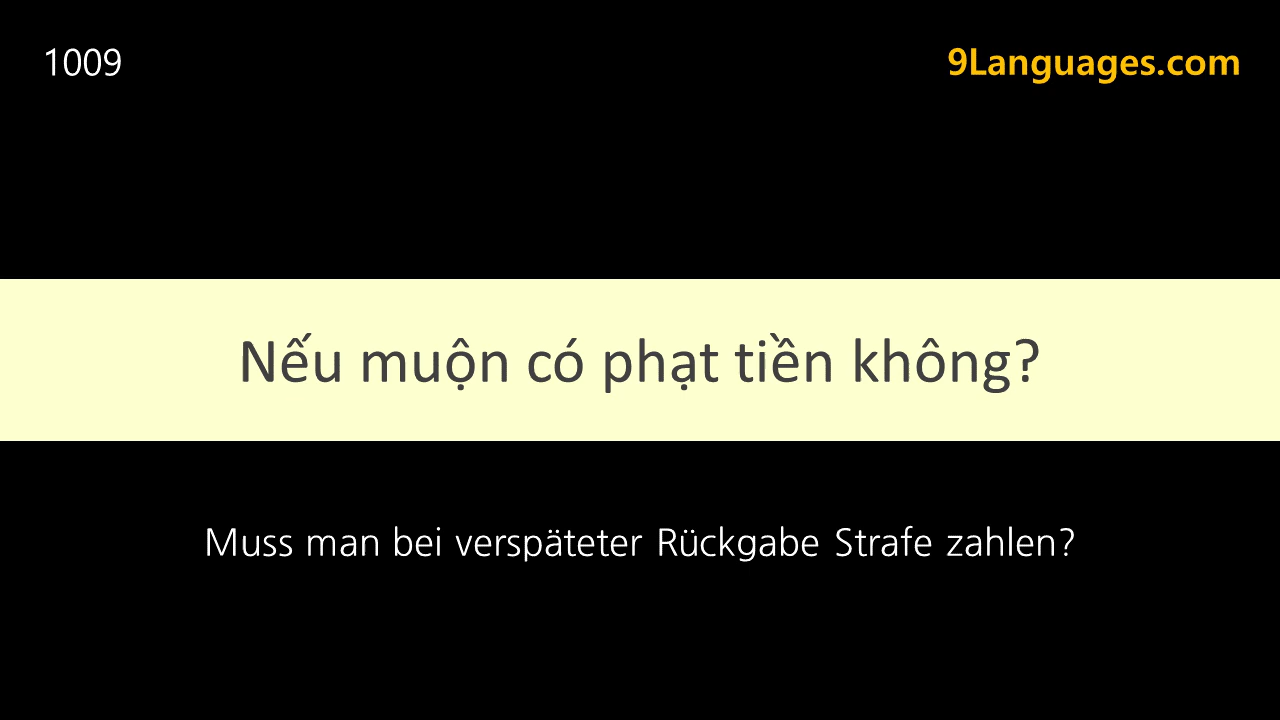 1009
9Languages.com
Nếu muộn có phạt tiền không?
Muss man bei verspäteter Rückgabe Strafe zahlen?